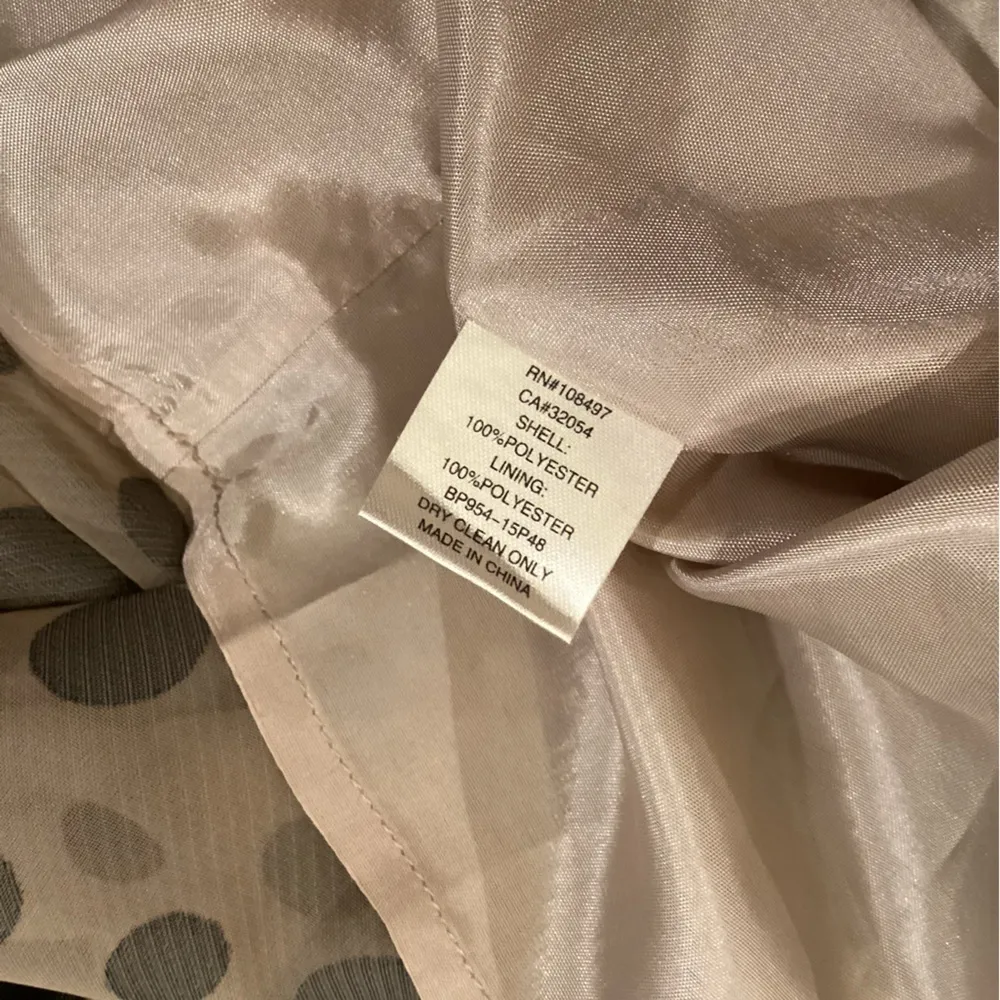 RN#108497
CA#32054
SHELL:
100%POLYESTER
LINING:
100%POLYESTER
BP954-15P48
DRY CLEAN ONLY
MADE IN CHINA